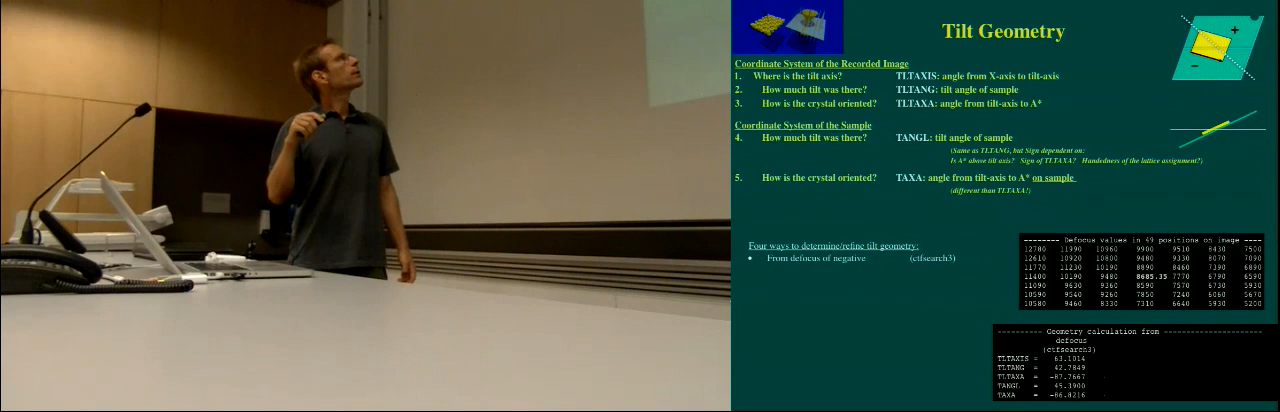 Tilt Geometry
+
−
Coordinate System of the Recorded Image
1. Where is the tilt axis? TLTAXIS: angle from X-axis to tilt-axis
2. How much tilt was there? TLTANG: tilt angle of sample
3. How is the crystal oriented? TLTAXA: angle from tilt-axis to A*
Coordinate System of the Sample
4. How much tilt was there? TANGL: tilt angle of sample
(Same as TLTANG, but Sign dependent on:
Is A* above tilt axis? Sign of TLTAXA? Handedness of the lattice assignment?)
5. How is the crystal oriented? TAXA: angle from tilt-axis to A* on sample
(different than TLTAXA!)
Four ways to determine/refine tilt geometry:
• From defocus of negative (ctfsearch3)
-------- Defocus values in 49 positions on image ----
12780 11990 10960 9900 9510 8430 7500
12610 10920 10800 9480 9330 8070 7090
11770 11230 10190 8890 8460 7390 6890
11400 10190 9480 8685.35 7770 6790 6590
11090 9630 9360 8590 7570 6730 5930
10590 9540 9260 7850 7240 6060 5670
10580 9460 8330 7310 6640 5930 5200
---------- Geometry calculation from ----------------------
defocus
(ctfsearch3)
TLTAXIS = 63.1014
TLTANG = 42.7849
TLTAXA = -87.7667
TANGL = 45.3900
TAXA = -86.8216